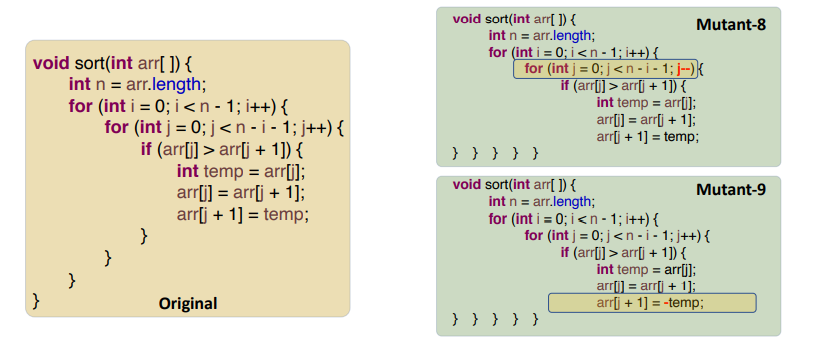 void sort(int arr[ ]) {
int n = arr.length;
for (int i = 0; i < n - 1; i++) {
for (int j = 0; j < n - i - 1; j++) {
if (arr[j] > arr[j + 1]) {
int temp = arr[j];
arr[j] = arr[j + 1];
arr[j + 1] = temp;
}
}
}
}
Original
void sort(int arr[ ]) {
Mutant-8
int n = arr.length;
for (int i = 0; i < n - 1; i++) {
for (int j = 0; j < n - i - 1; j--) {
if (arr[j] > arr[j + 1]) {
int temp = arr[j];
arr[j] = arr[j + 1];
arr[j + 1] = temp;
} } } } }
void sort(int arr[ ]) {
Mutant-9
int n = arr.length;
for (int i = 0; i < n - 1; i++) {
for (int j = 0; j < n - i - 1; j++) {
if (arr[j] > arr[j + 1]) {
int temp = arr[j];
arr[j] = arr[j + 1];
arr[j + 1] = -temp;
} } } } }